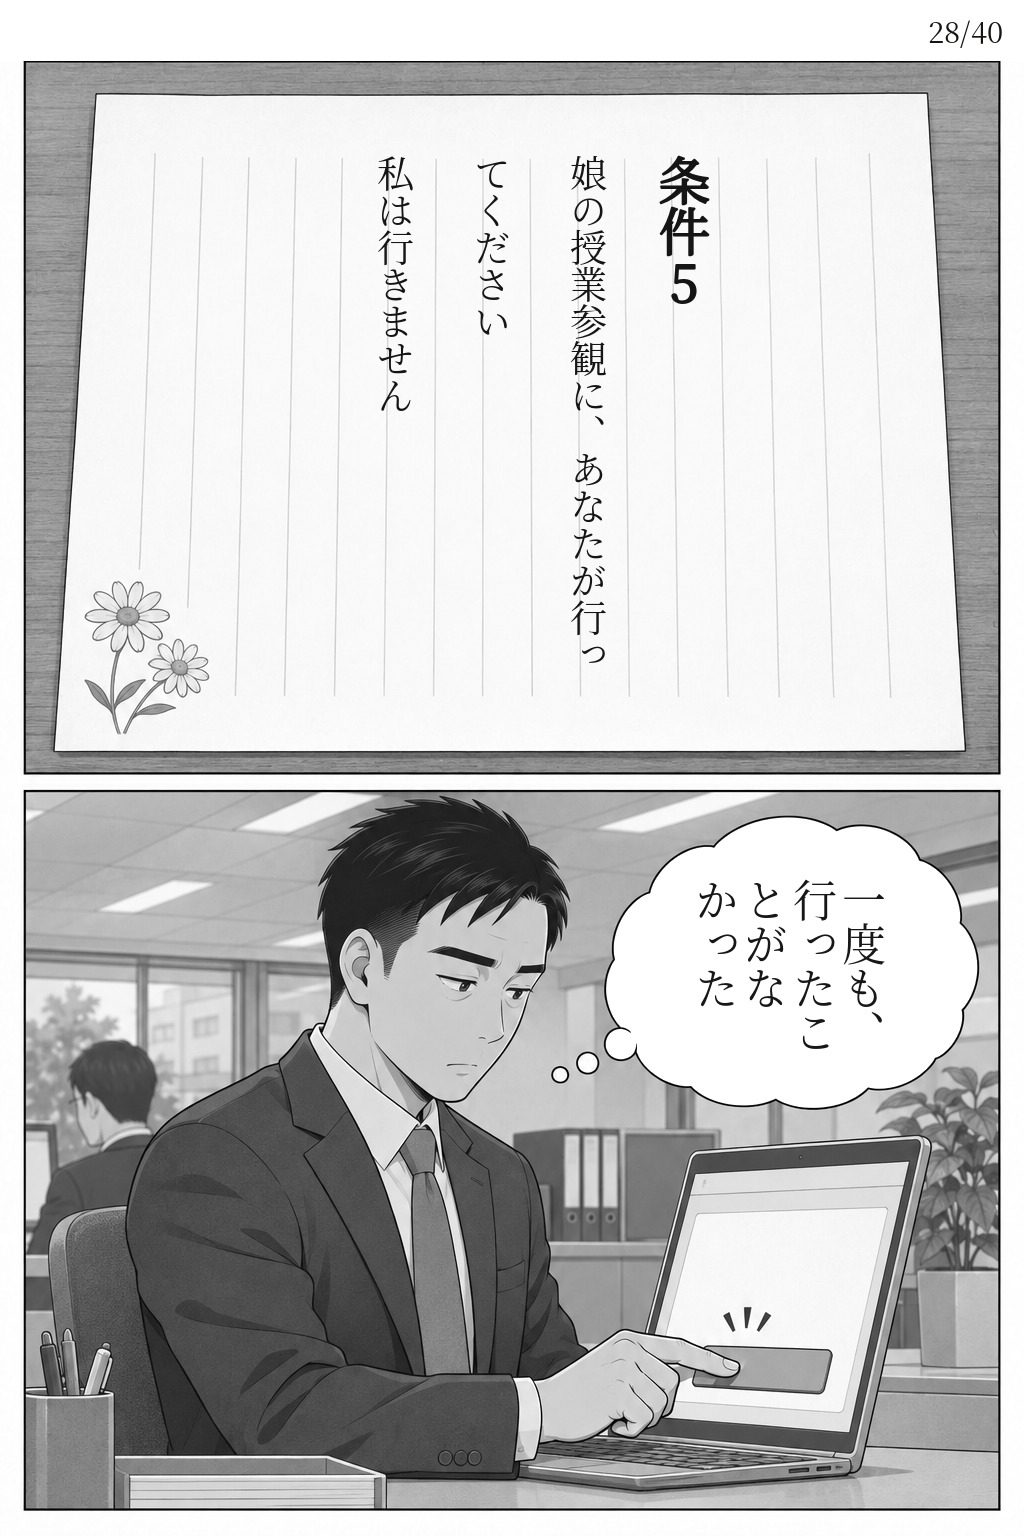 28/40
条件5
娘の授業参観に、あなたが行っ
てください
私は行きません
一度も、
行ったこ
とがな
かった